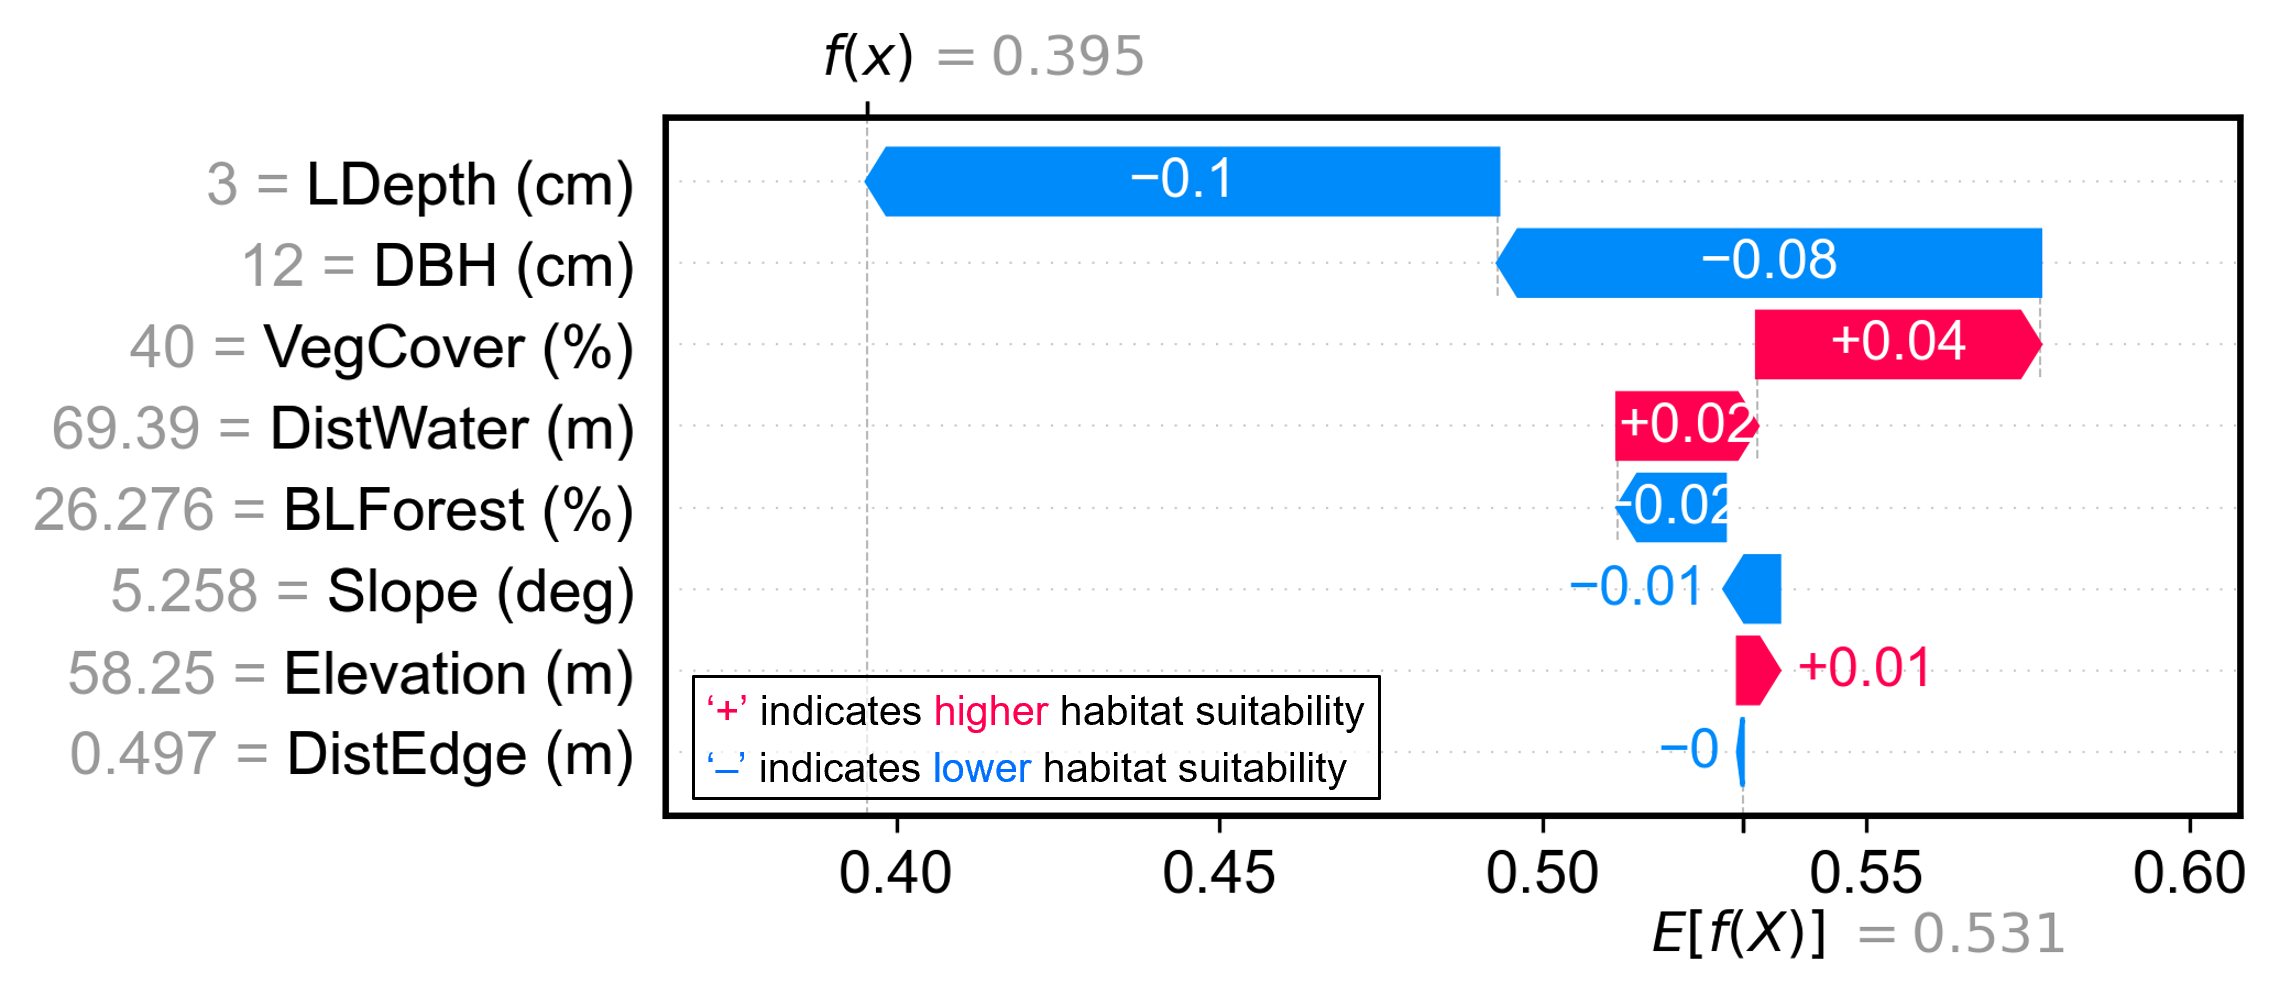 f(x) = 0.395
3 = LDepth (cm) −0.1
12 = DBH (cm) −0.08
40 = VegCover (%) +0.04
69.39 = DistWater (m) +0.02
26.276 = BLForest (%) −0.02
5.258 = Slope (deg) −0.01
58.25 = Elevation (m) +0.01
0.497 = DistEdge (m) −0
‘+’ indicates higher habitat suitability
‘–’ indicates lower habitat suitability
0.40 0.45 0.50 0.55 0.60
E[f(X)] = 0.531